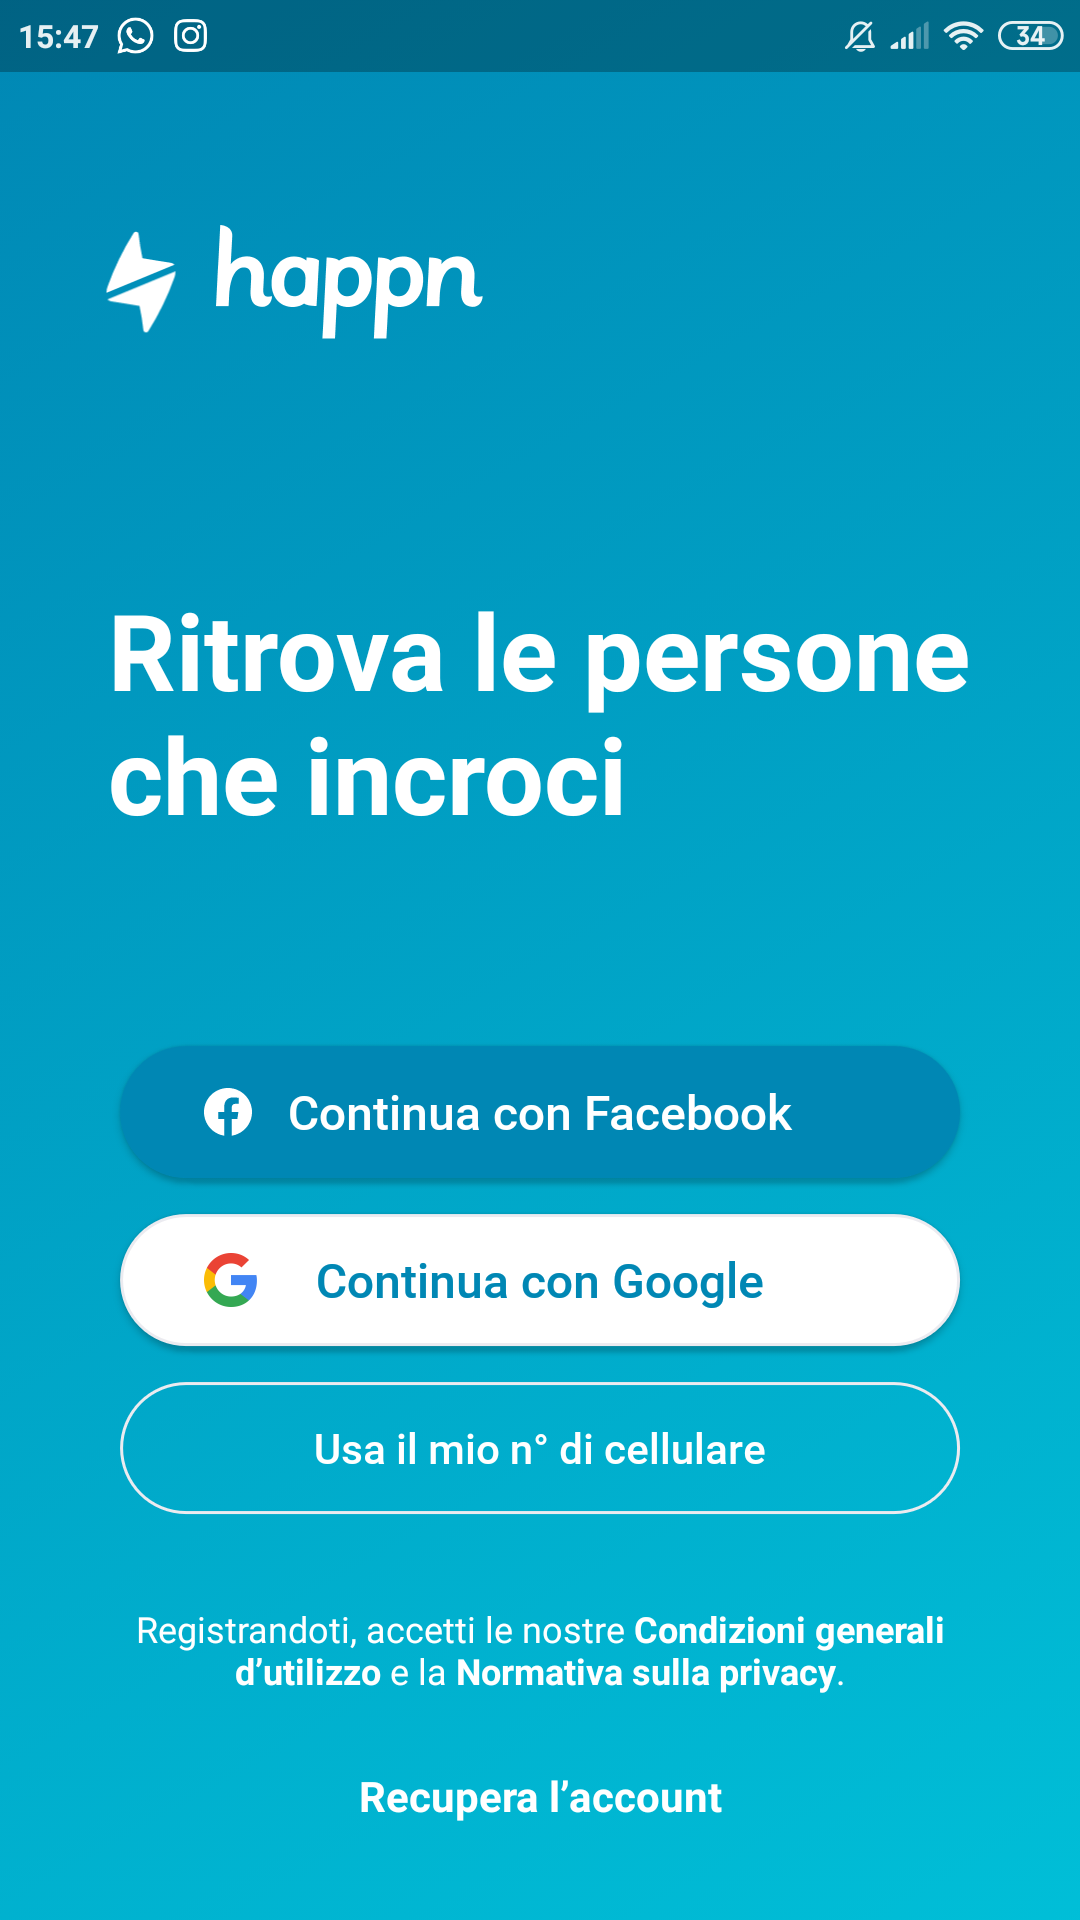 15:47
34
happn
Ritrova le persone
che incroci
Continua con Facebook
Continua con Google
Usa il mio n° di cellulare
Registrandoti, accetti le nostre Condizioni generali
d’utilizzo e la Normativa sulla privacy.
Recupera l’account